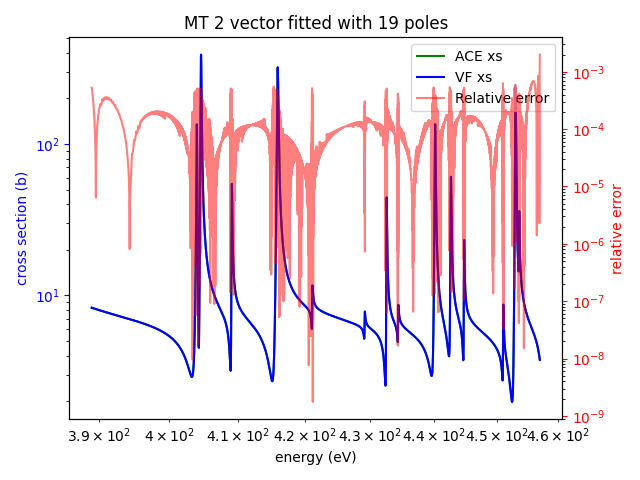 MT 2 vector fitted with 19 poles
ACE xs
VF xs
Relative error
cross section (b)
10²
10¹
relative error
10⁻³
10⁻⁴
10⁻⁵
10⁻⁶
10⁻⁷
10⁻⁸
10⁻⁹
3.9 × 10² 4 × 10² 4.1 × 10² 4.2 × 10² 4.3 × 10² 4.4 × 10² 4.5 × 10² 4.6 × 10²
energy (eV)